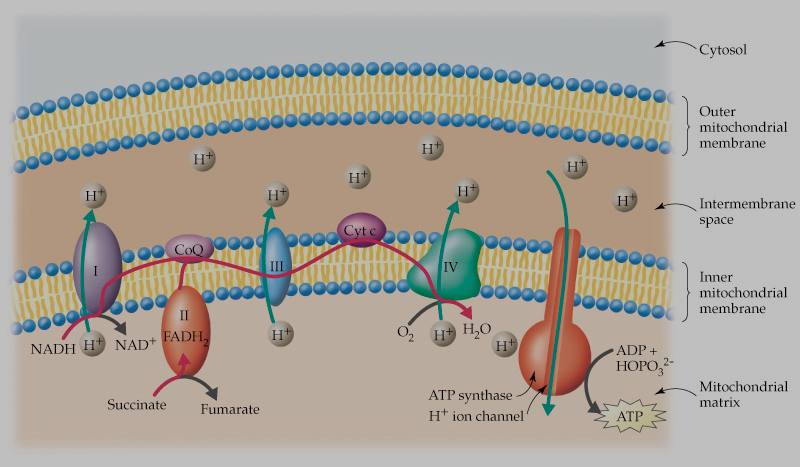 Cytosol
Outer
mitochondrial
membrane
H⁺
H⁺
H⁺
H⁺
H⁺
H⁺
H⁺
H⁺
Intermembrane
space
Cyt c
CoQ
I
III
IV
Inner
mitochondrial
membrane
II
FADH₂
NADH
H⁺
NAD⁺
H⁺
O₂
H⁺
H₂O
H⁺
ADP +
HOPO₃²⁻
Succinate
Fumarate
ATP synthase
H⁺ ion channel
ATP
Mitochondrial
matrix